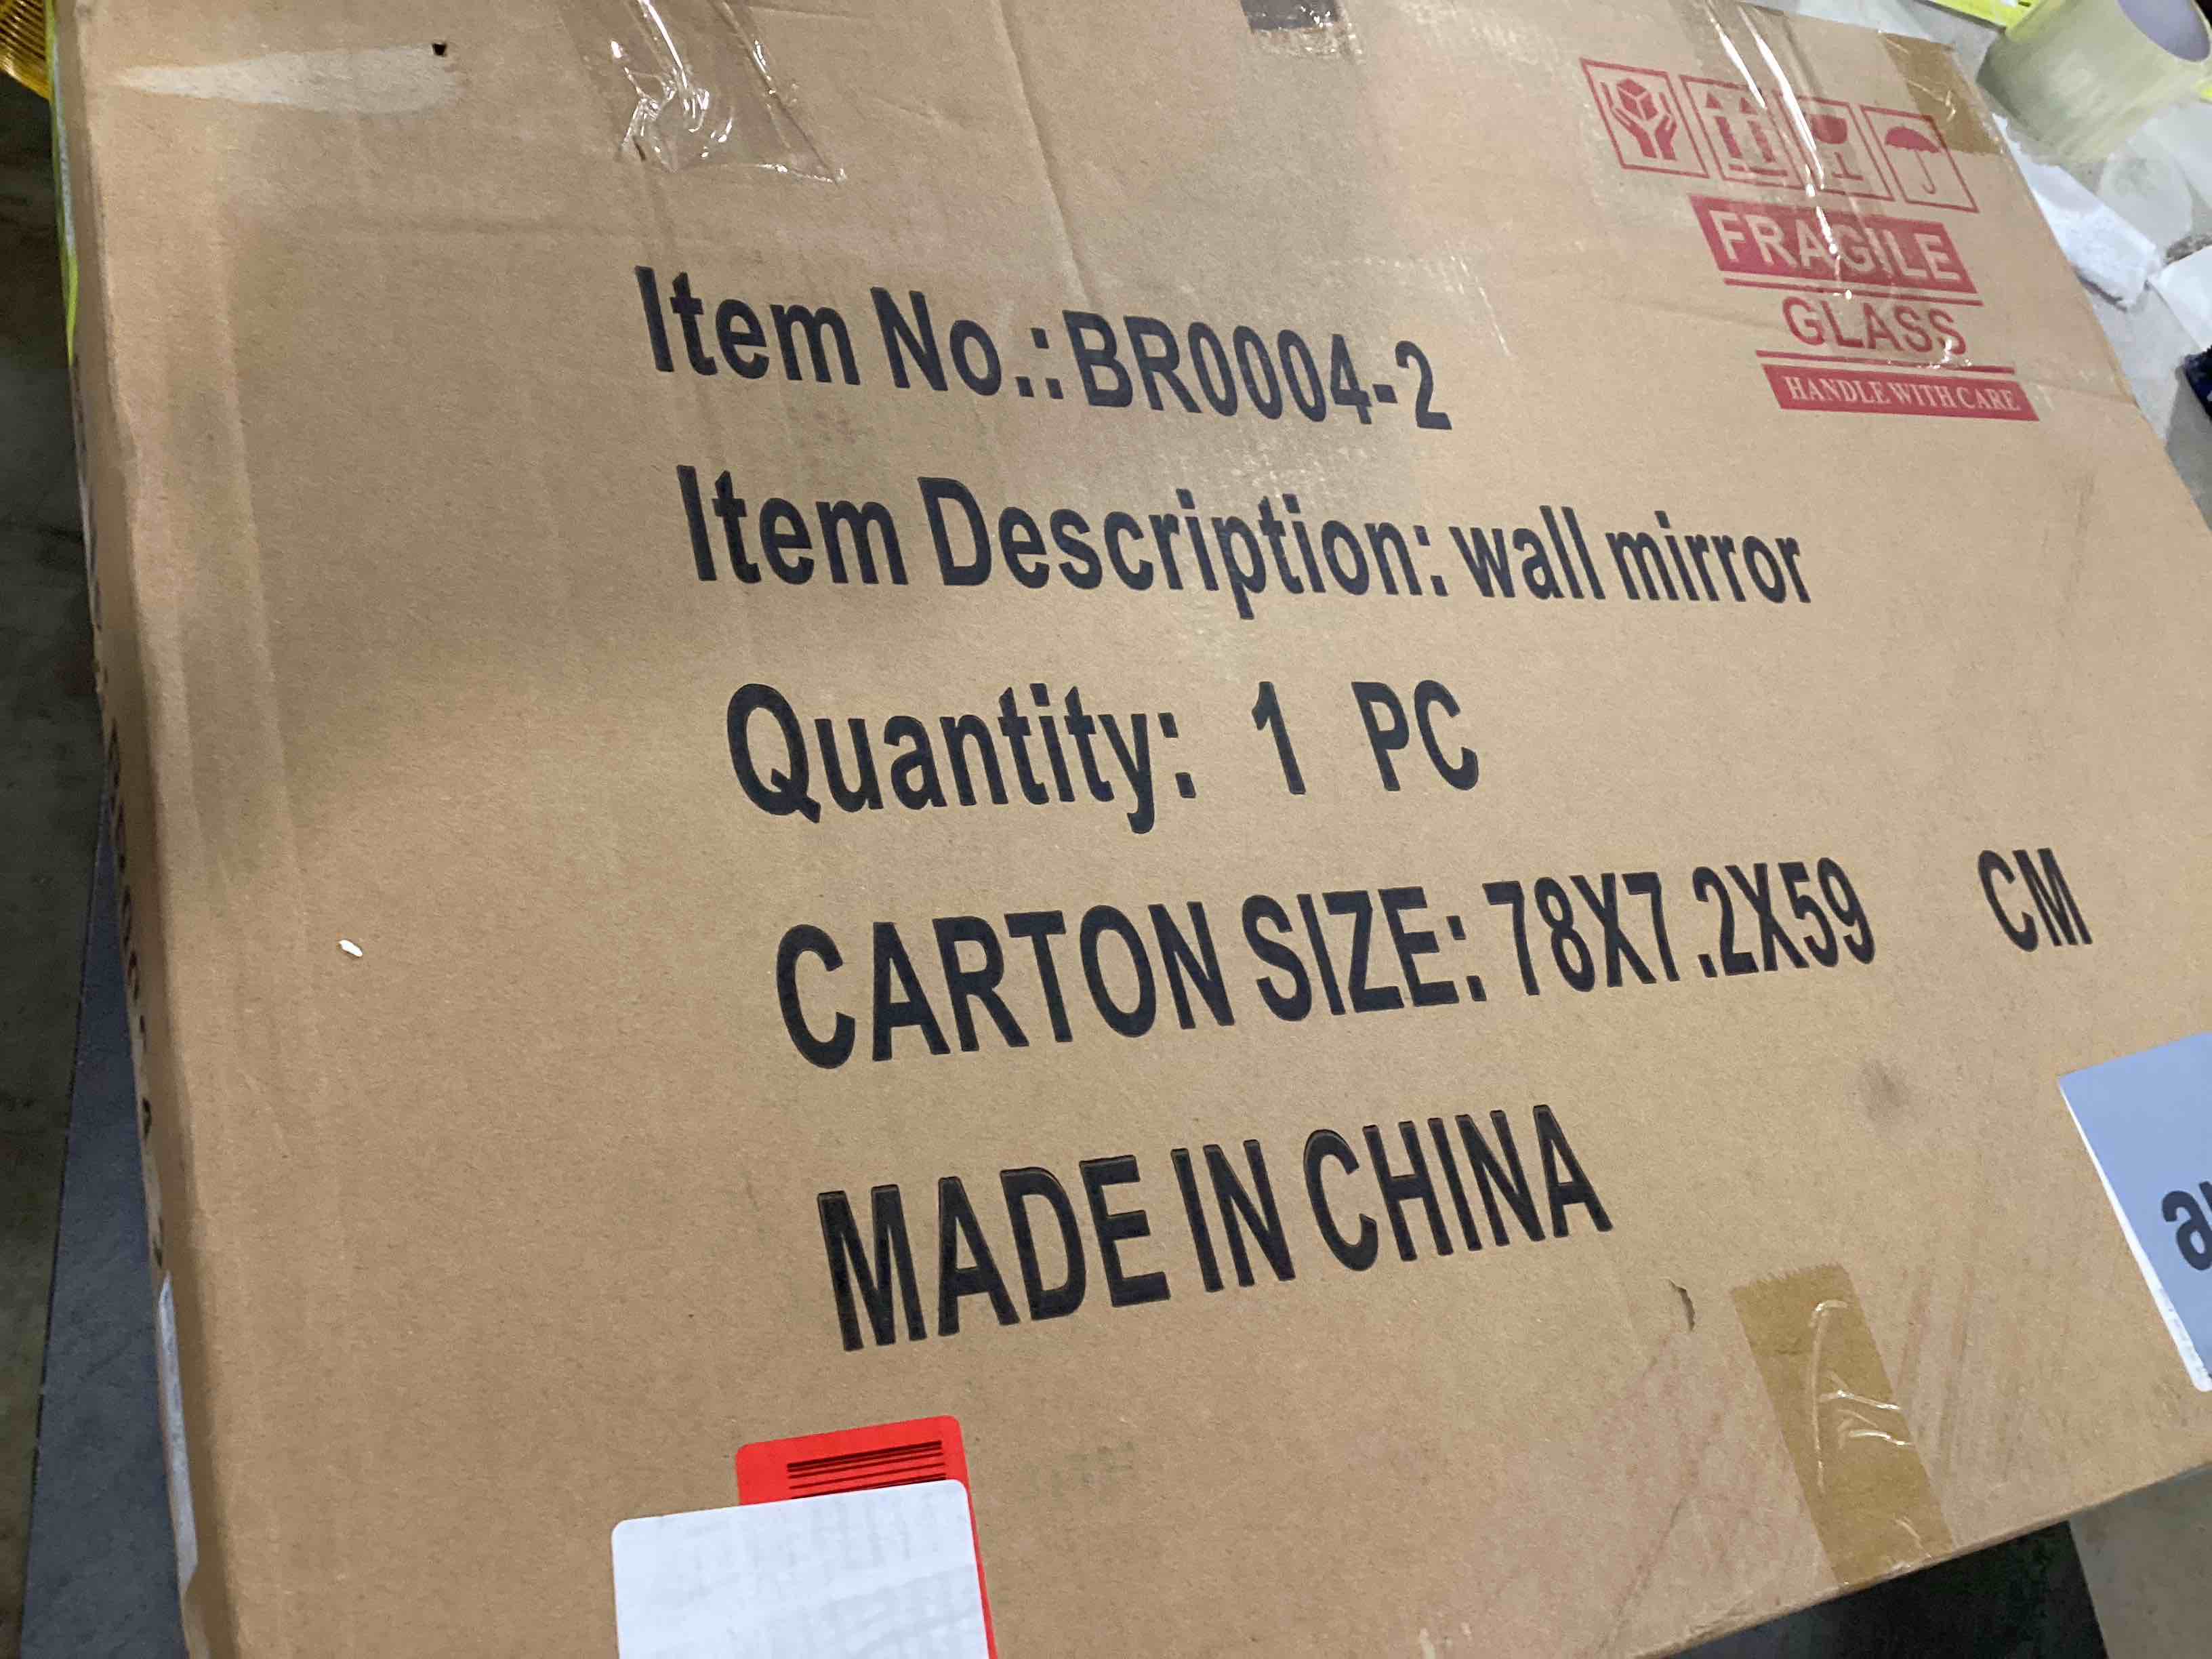 FRAGILE
GLASS
HANDLE WITH CARE
Item No.:BR0004-2
Item Description: wall mirror
Quantity: 1 PC
CARTON SIZE: 78X7.2X59 CM
MADE IN CHINA